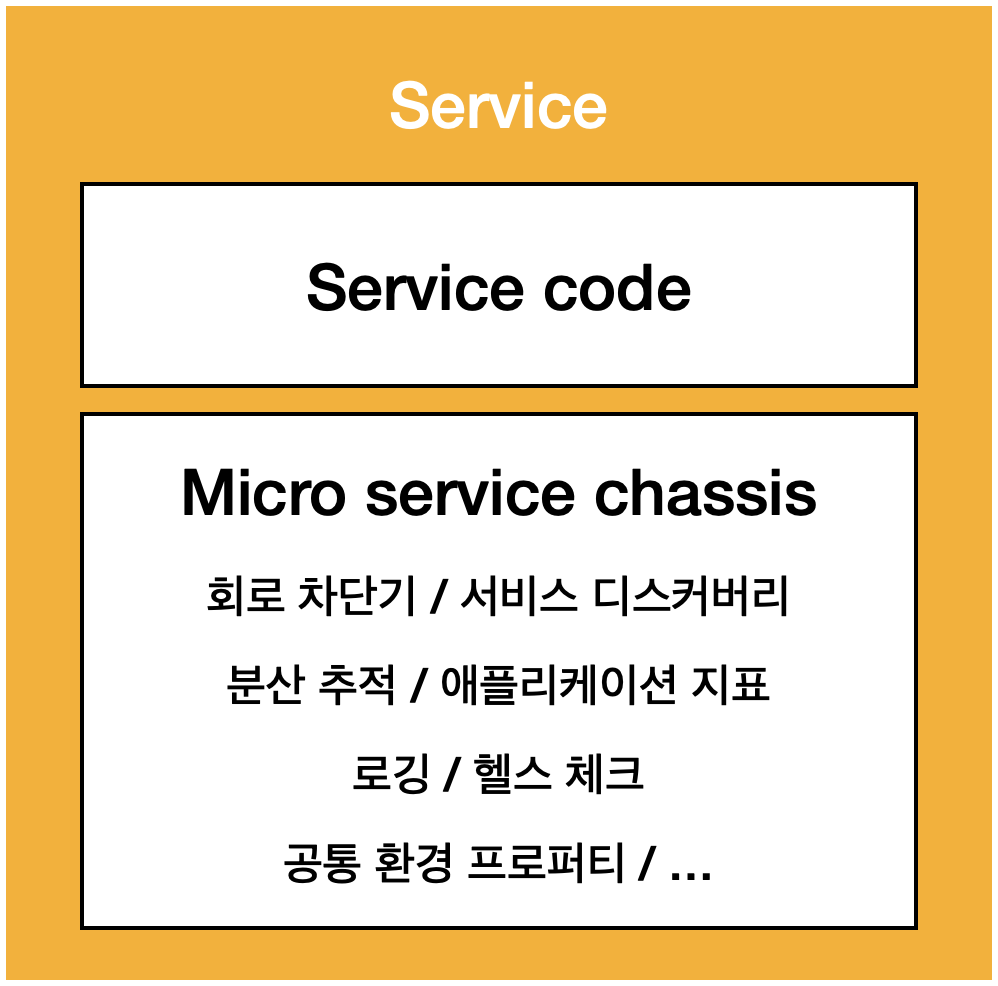 Service
Service code
Micro service chassis
회로 차단기 / 서비스 디스커버리
분산 추적 / 애플리케이션 지표
로깅 / 헬스 체크
공통 환경 프로퍼티 / ...